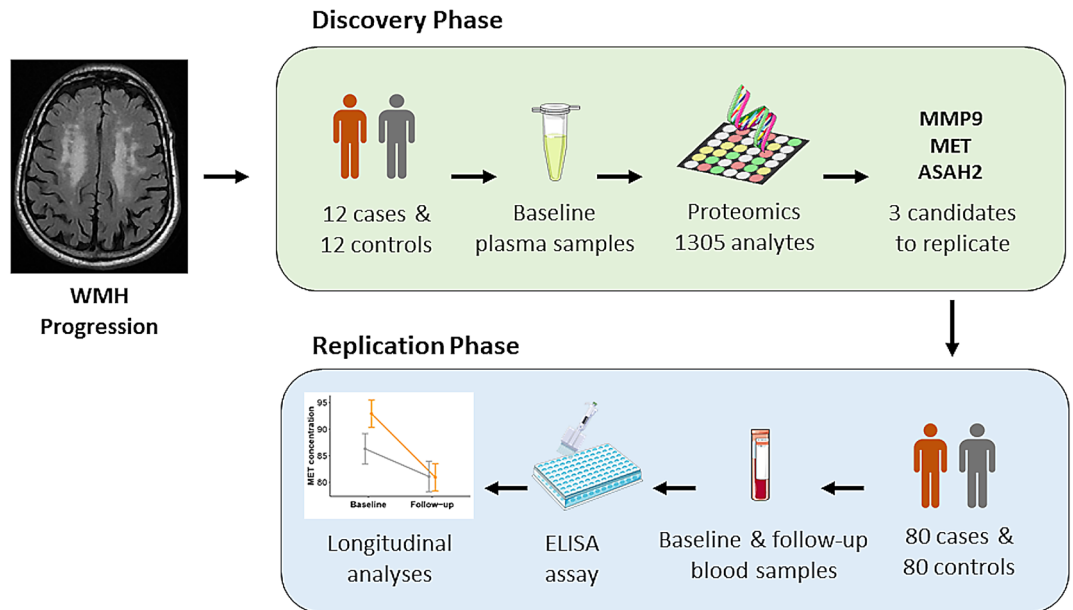 Discovery Phase
WMH
Progression
12 cases &
12 controls
Baseline
plasma samples
Proteomics
1305 analytes
MMP9
MET
ASAH2
3 candidates
to replicate
Replication Phase
MET concentration
95
90
85
80
Baseline
Follow-up
Longitudinal
analyses
ELISA
assay
Baseline & follow-up
blood samples
80 cases &
80 controls